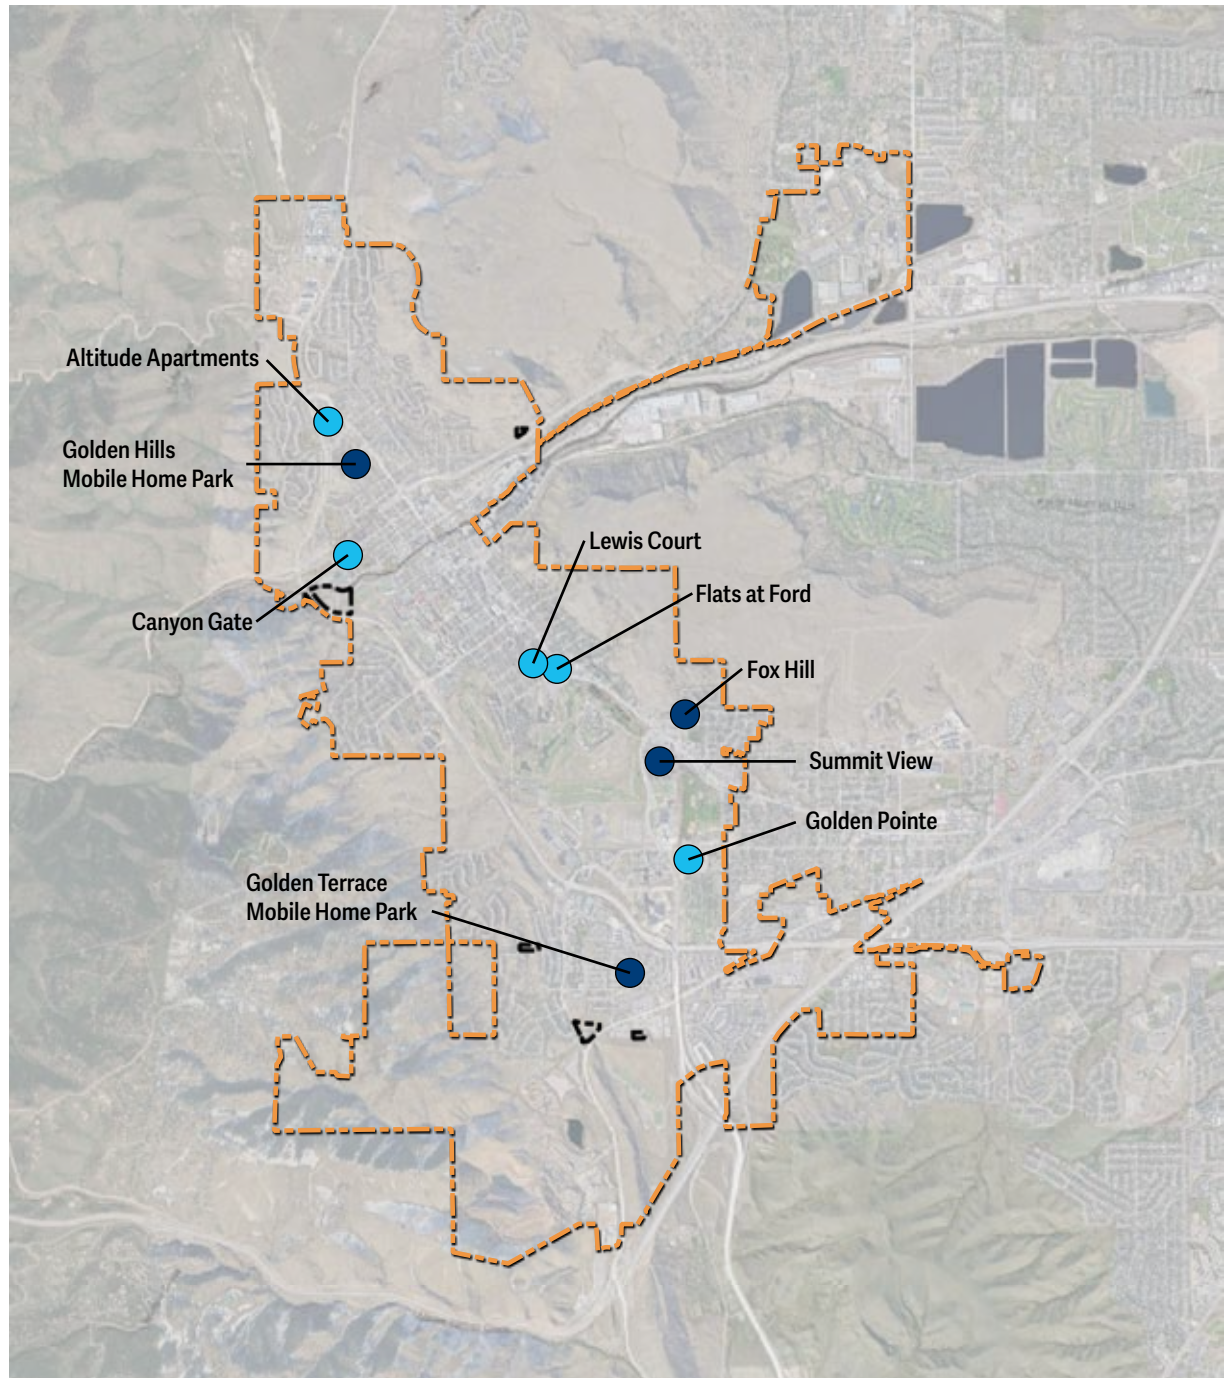 Altitude Apartments
Golden Hills
Mobile Home Park
Lewis Court
Flats at Ford
Canyon Gate
Fox Hill
Summit View
Golden Pointe
Golden Terrace
Mobile Home Park